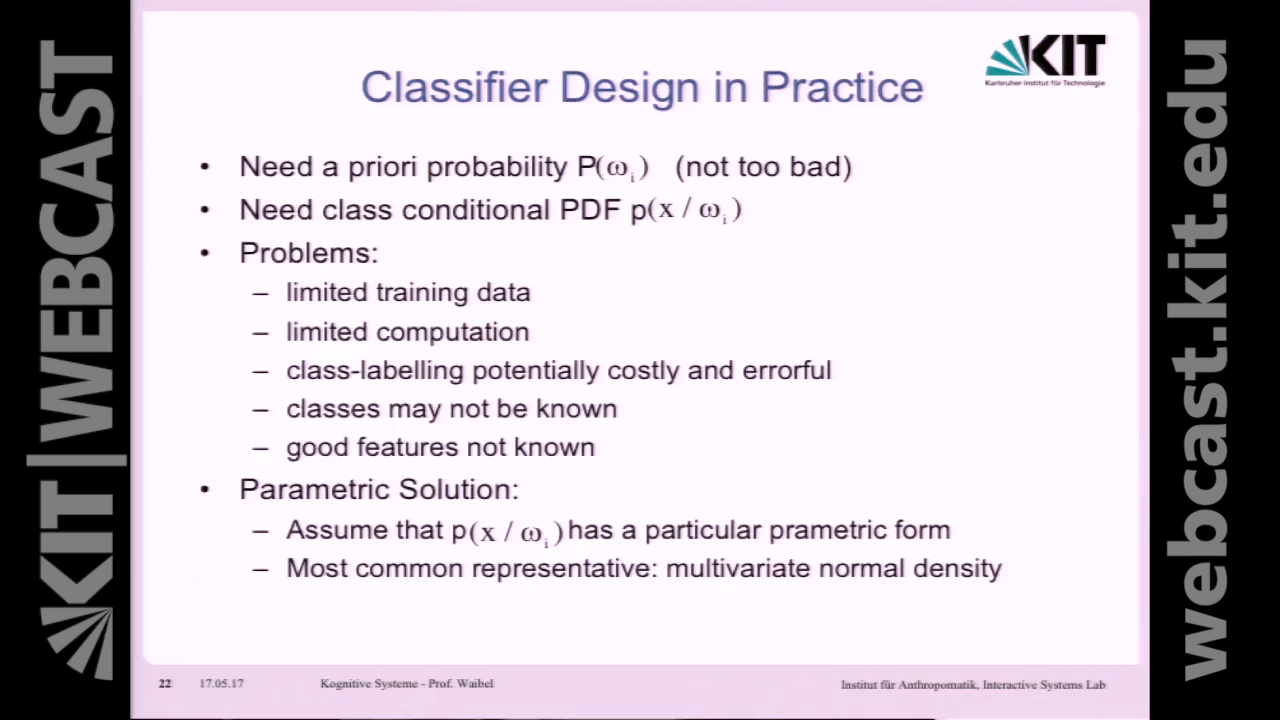 KIT|WEBCAST
KIT
Karlsruher Institut für Technologie
Classifier Design in Practice
• Need a priori probability P(ω_i) (not too bad)
• Need class conditional PDF p(x / ω_i)
• Problems:
– limited training data
– limited computation
– class-labelling potentially costly and errorful
– classes may not be known
– good features not known
• Parametric Solution:
– Assume that p(x / ω_i) has a particular prametric form
– Most common representative: multivariate normal density
22 17.05.17 Kognitive Systeme - Prof. Waibel Institut für Anthropomatik, Interactive Systems Lab
webcast.kit.edu